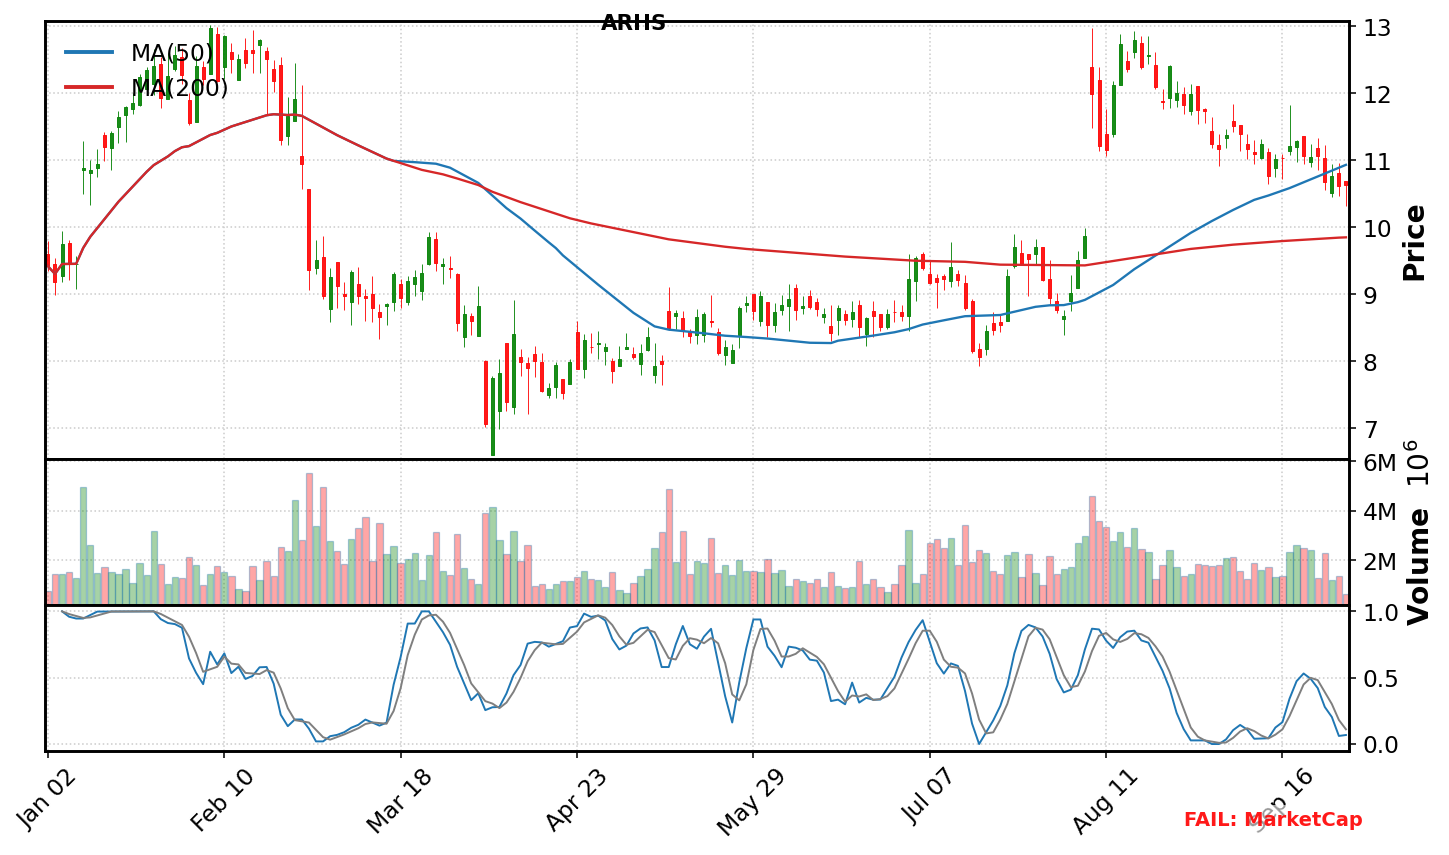 ARHS
MA(50)
MA(200)
13
12
11
10
9
8
7
Price
6M
4M
2M
Volume 10^6
1.0
0.5
0.0
Jan 02
Feb 10
Mar 18
Apr 23
May 29
Jul 07
Aug 11
Sep 16
FAIL: MarketCap